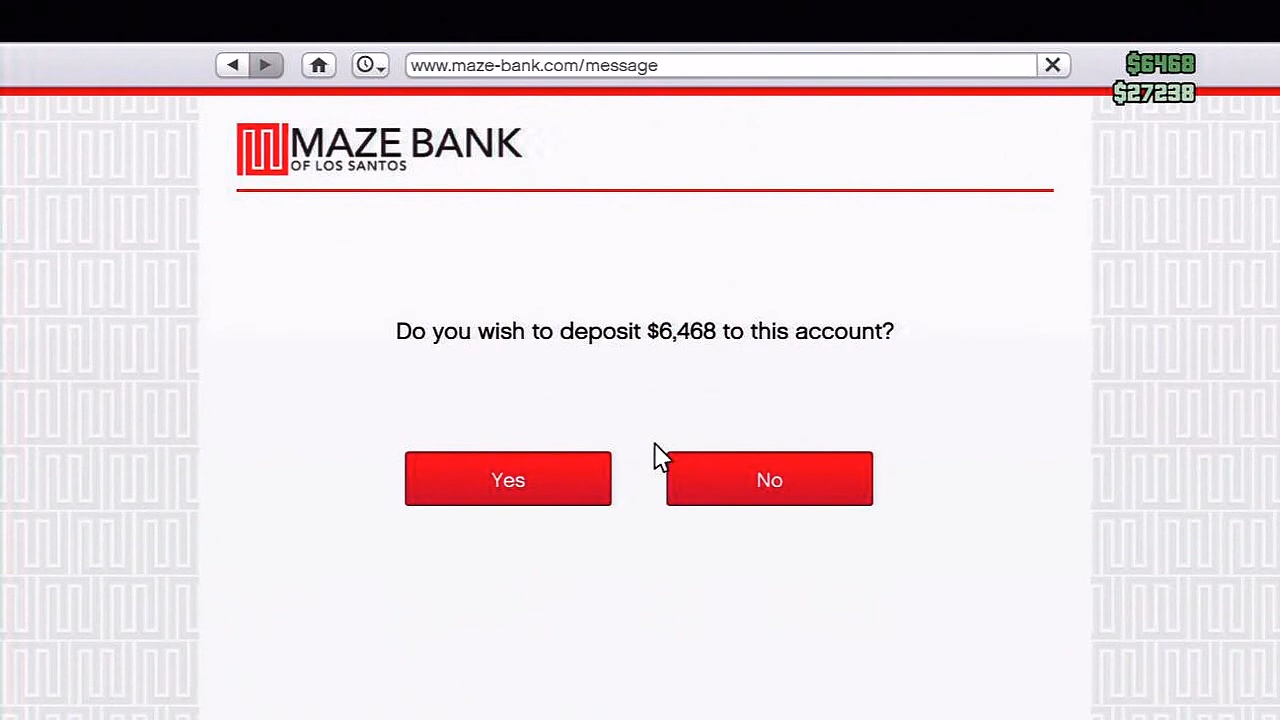 www.maze-bank.com/message
$6468
$27238
MAZE BANK
OF LOS SANTOS
Do you wish to deposit $6,468 to this account?
Yes
No